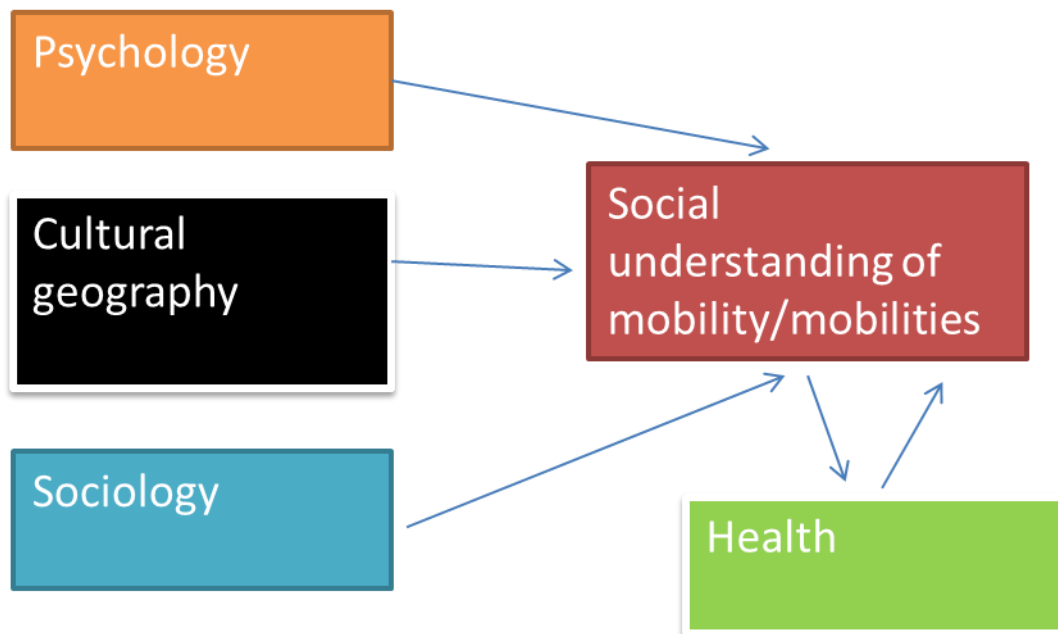 Psychology
Cultural
geography
Sociology
Social
understanding of
mobility/mobilities
Health